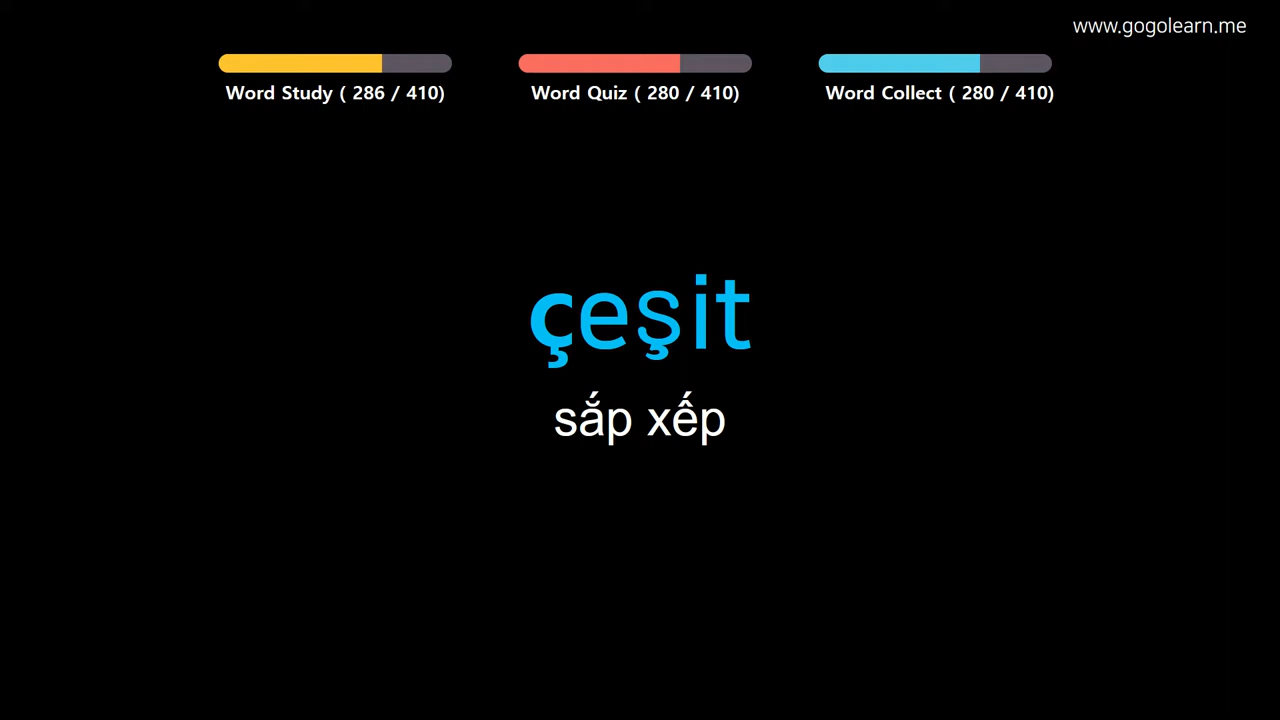 www.gogolearn.me
Word Study ( 286 / 410)
Word Quiz ( 280 / 410)
Word Collect ( 280 / 410)
çeşit
sắp xếp